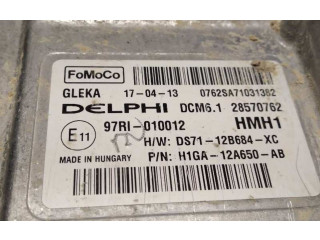 FoMoCo
GLEKA 17-04-13 0762SA71031382
DELPHI DCM6.1 28570762
E11 97RI-010012 HMH1
H/W: DS71-12B684-XC
MADE IN HUNGARY P/N: H1GA-12A650-AB